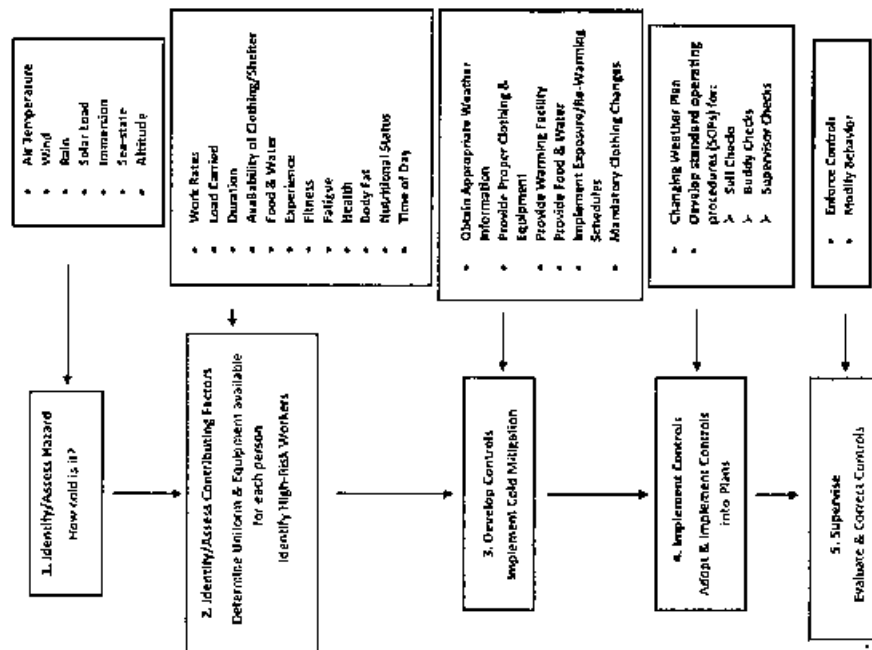 1. Identify/Assess Hazard
How cold is it?
• Air Temperature
• Wind
• Rain
• Solar Load
• Immersion
• Sea-state
• Altitude
2. Identify/Assess Contributing Factors
Determine Uniform & Equipment available
for each person
Identify High-Risk Workers
• Work Rates
• Load Carried
• Duration
• Availability of Clothing/Shelter
• Food & Water
• Experience
• Fitness
• Fatigue
• Health
• Body Fat
• Nutritional Status
• Time of Day
3. Develop Controls
Implement Cold Mitigation
• Obtain Appropriate Weather
Information
• Provide Proper Clothing &
Equipment
• Provide Warming Facility
• Provide Food & Water
• Implement Exposure/Re-Warming
Schedules
• Mandatory Clothing Changes
4. Implement Controls
Adopt & Implement Controls
into Plans
• Changing Weather Plan
• Develop standard operating
procedures (SOPs) for:
➢ Self Checks
➢ Buddy Checks
➢ Supervisor Checks
5. Supervise
Evaluate & Correct Controls
• Enforce Controls
• Modify Behavior